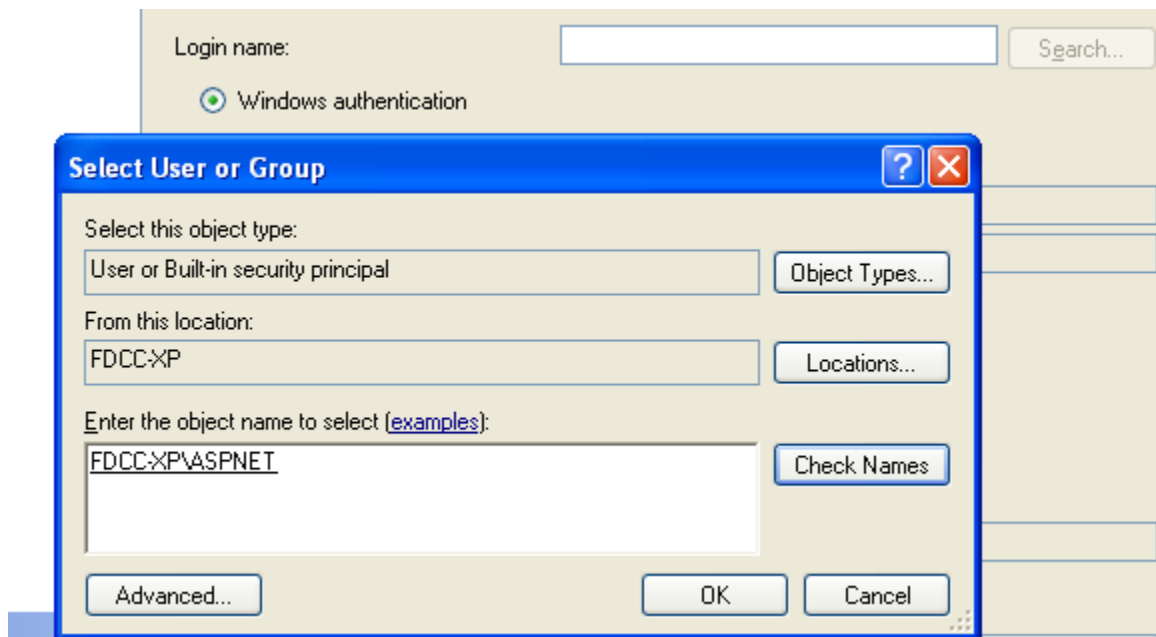 Login name:
Search...
Windows authentication
Select User or Group
Select this object type:
User or Built-in security principal
Object Types...
From this location:
FDCC-XP
Locations...
Enter the object name to select (examples):
FDCC-XP\ASPNET
Check Names
Advanced...
OK
Cancel